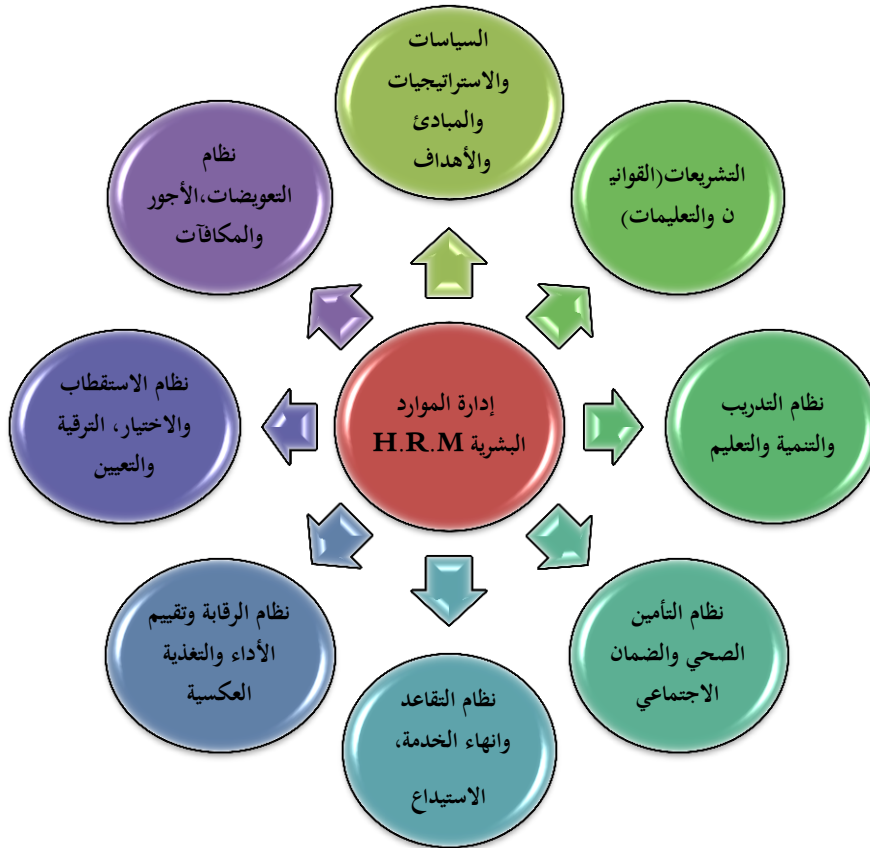 السياسات
والاستراتيجيات
والمبادئ
والأهداف
التشريعات(القواني
ن والتعليمات)
نظام التدريب
والتنمية والتعليم
نظام التأمين
الصحي والضمان
الاجتماعي
نظام التقاعد
وانهاء الخدمة،
الاستيداع
نظام الرقابة وتقييم
الأداء والتغذية
العكسية
نظام الاستقطاب
والاختيار، الترقية
والتعيين
نظام
التعويضات،الأجور
والمكافآت
إدارة الموارد
البشرية H.R.M